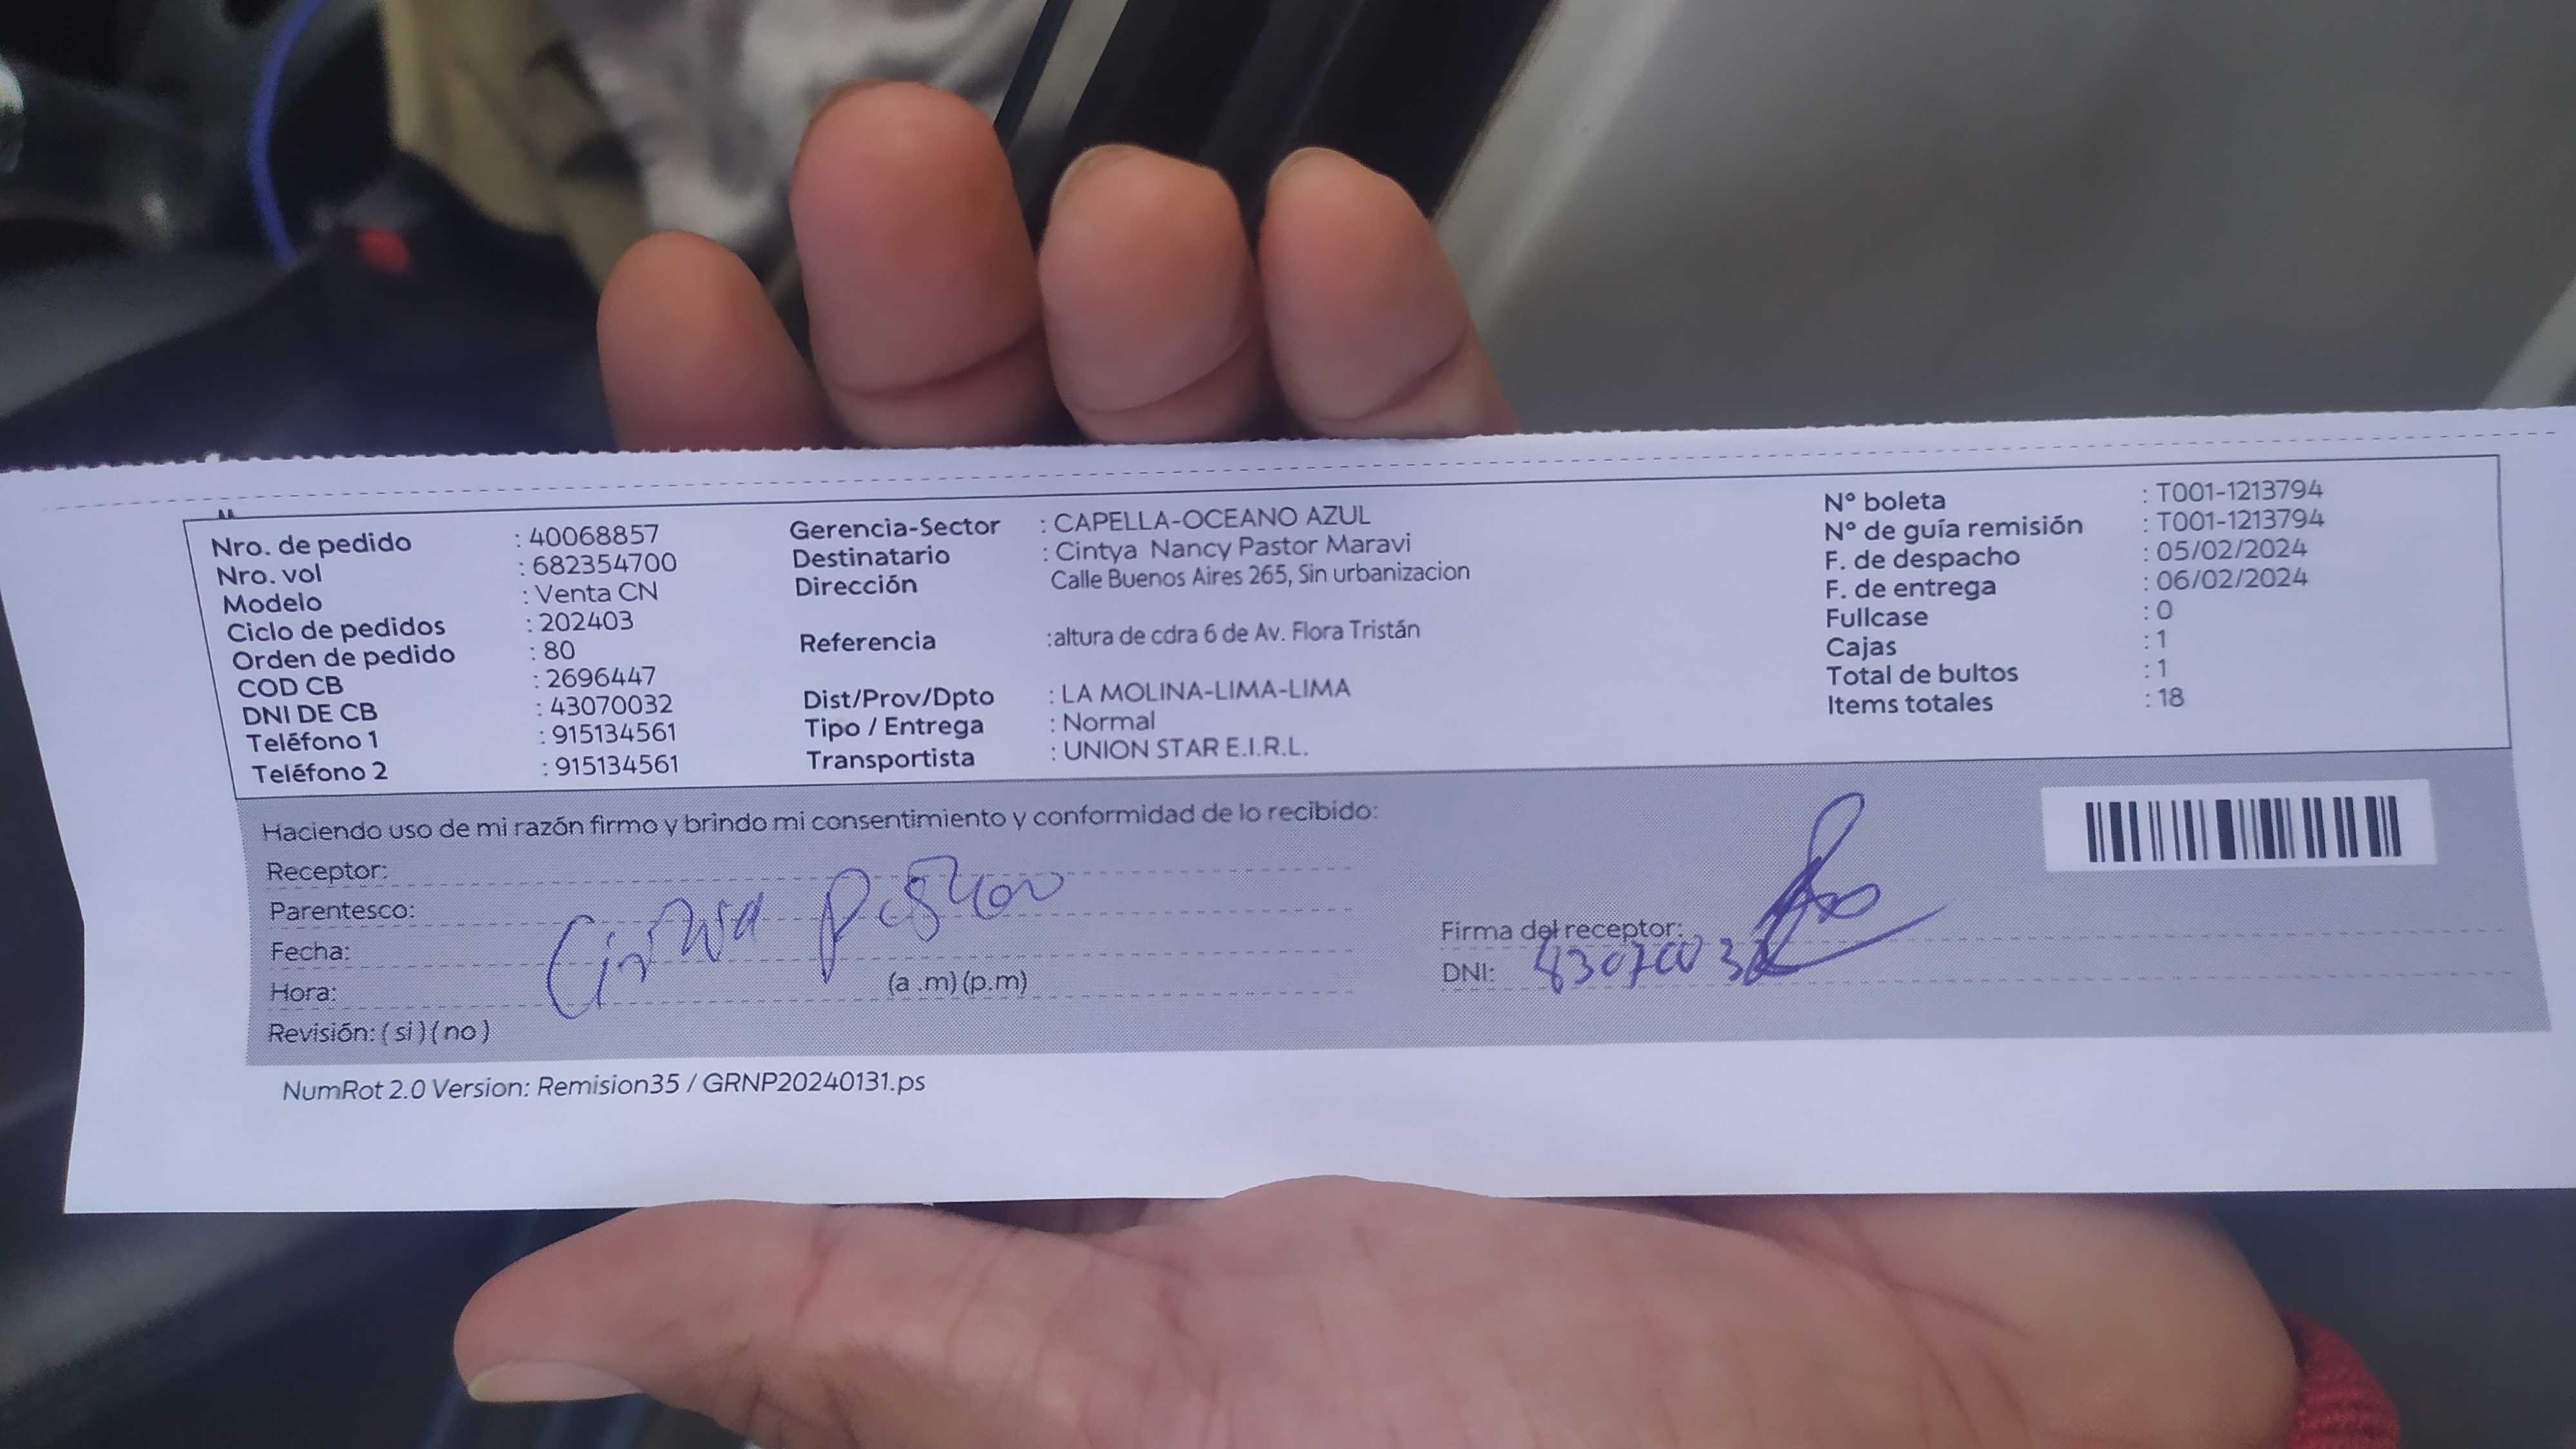 Nro. de pedido : 40068857
Nro. vol : 682354700
Modelo : Venta CN
Ciclo de pedidos : 202403
Orden de pedido : 80
COD CB : 2696447
DNI DE CB : 43070032
Teléfono 1 : 915134561
Teléfono 2 : 915134561
Gerencia-Sector : CAPELLA-OCEANO AZUL
Destinatario : Cintya Nancy Pastor Maravi
Dirección Calle Buenos Aires 265, Sin urbanizacion
Referencia :altura de cdra 6 de Av. Flora Tristán
Dist/Prov/Dpto : LA MOLINA-LIMA-LIMA
Tipo / Entrega : Normal
Transportista : UNION STAR E.I.R.L.
N° boleta : T001-1213794
N° de guía remisión : T001-1213794
F. de despacho : 05/02/2024
F. de entrega : 06/02/2024
Fullcase : 0
Cajas : 1
Total de bultos : 1
Items totales : 18
Haciendo uso de mi razón firmo y brindo mi consentimiento y conformidad de lo recibido:
Receptor:
Parentesco:
Cintya Pastor
Fecha:
Hora: (a .m)(p.m)
Revisión: ( si )( no )
Firma del receptor:
DNI: 43070032
NumRot 2.0 Version: Remision35 / GRNP20240131.ps